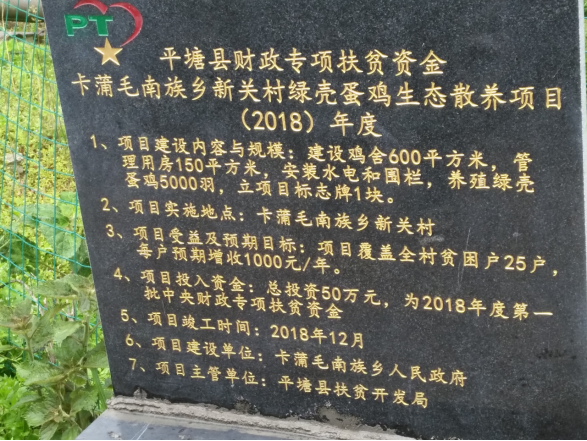 PT
平塘县财政专项扶贫资金
卡蒲毛南族乡新关村绿壳蛋鸡生态散养项目
（2018）年度
1、项目建设内容与规模：建设鸡舍600平方米，管
理用房150平方米，安装水电和围栏，养殖绿壳
蛋鸡5000羽，立项目标志牌1块。
2、项目实施地点：卡蒲毛南族乡新关村
3、项目受益及预期目标：项目覆盖全村贫困户25户，
每户预期增收1000元/年。
4、项目投入资金：总投资50万元，为2018年度第一
批中央财政专项扶贫资金
5、项目竣工时间：2018年12月
6、项目建设单位：卡蒲毛南族乡人民政府
7、项目主管单位：平塘县扶贫开发局